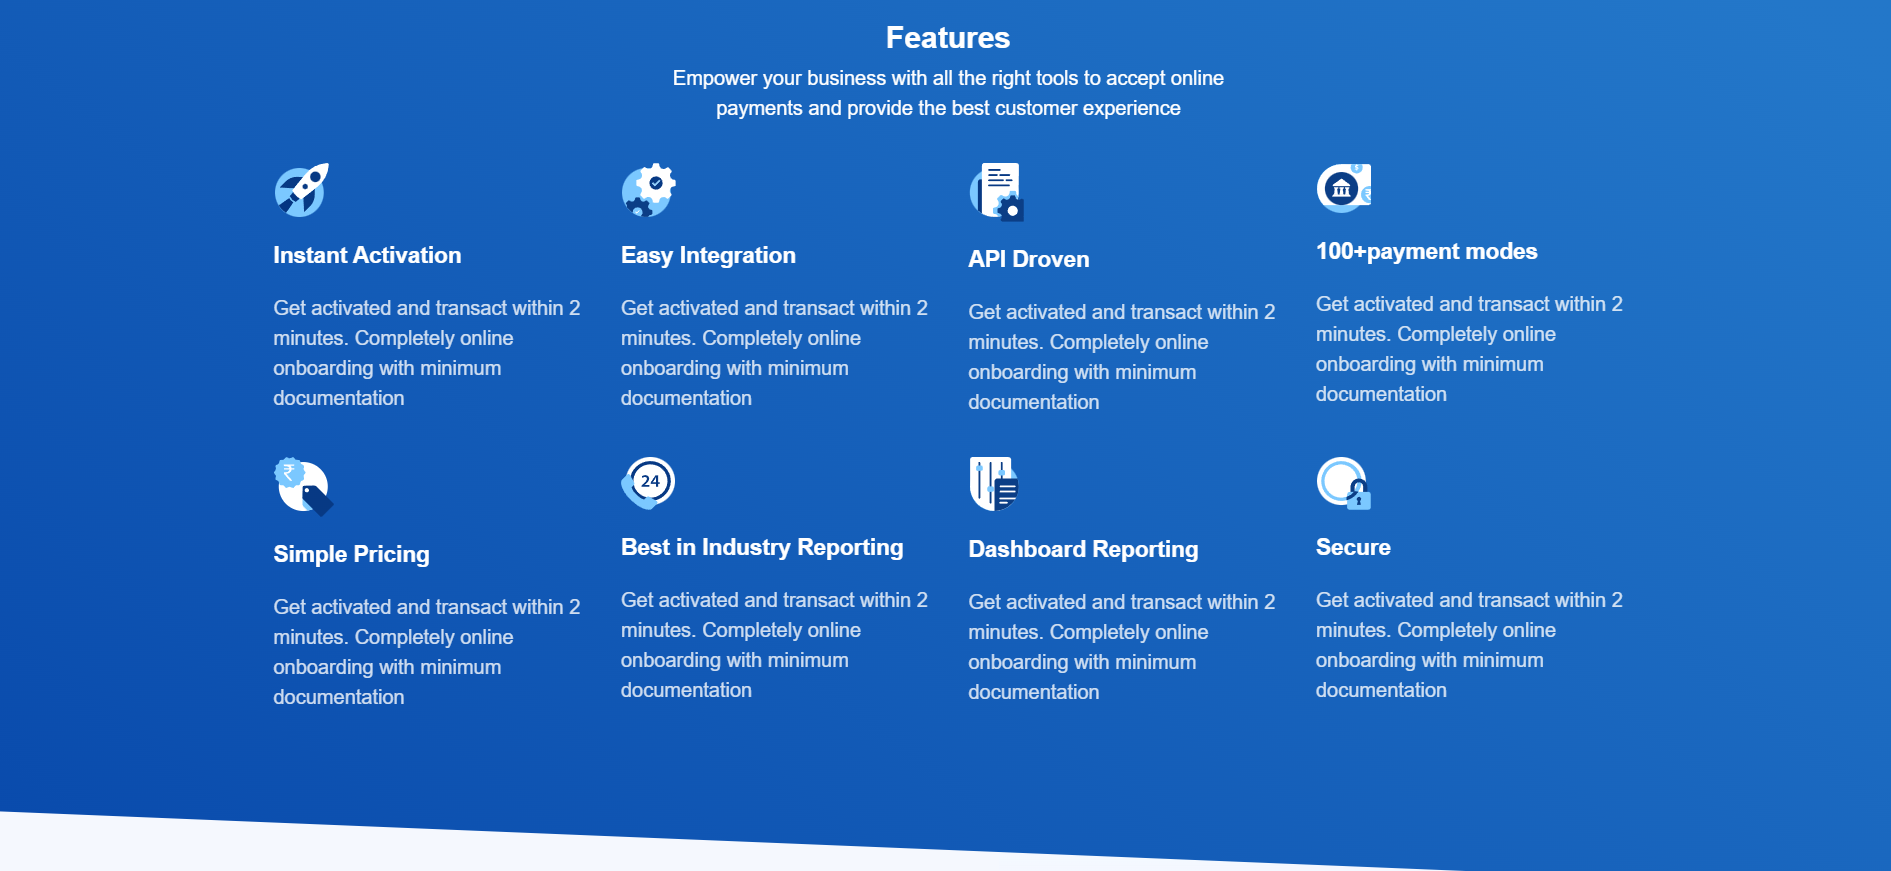 Features
Empower your business with all the right tools to accept online
payments and provide the best customer experience
Instant Activation
Get activated and transact within 2
minutes. Completely online
onboarding with minimum
documentation
Easy Integration
Get activated and transact within 2
minutes. Completely online
onboarding with minimum
documentation
API Droven
Get activated and transact within 2
minutes. Completely online
onboarding with minimum
documentation
100+payment modes
Get activated and transact within 2
minutes. Completely online
onboarding with minimum
documentation
₹
Simple Pricing
Get activated and transact within 2
minutes. Completely online
onboarding with minimum
documentation
24
Best in Industry Reporting
Get activated and transact within 2
minutes. Completely online
onboarding with minimum
documentation
Dashboard Reporting
Get activated and transact within 2
minutes. Completely online
onboarding with minimum
documentation
Secure
Get activated and transact within 2
minutes. Completely online
onboarding with minimum
documentation